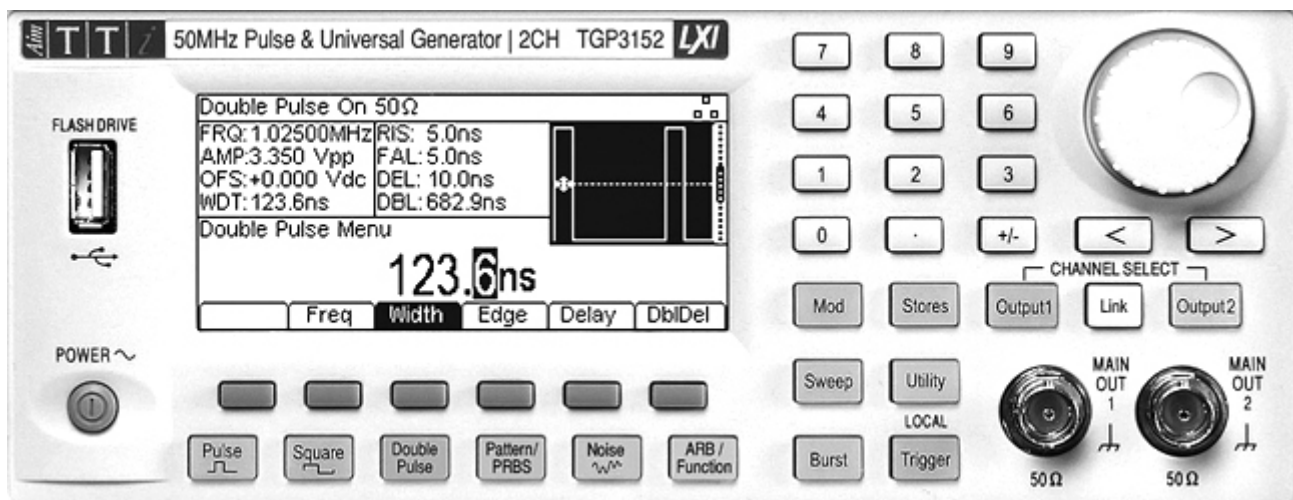 Aim TTi 50MHz Pulse & Universal Generator | 2CH TGP3152 LXI
FLASH DRIVE
POWER
Double Pulse On 50Ω
FRQ: 1.02500MHz RIS: 5.0ns
AMP:3.350 Vpp FAL: 5.0ns
OFS:+0.000 Vdc DEL: 10.0ns
WDT: 123.6ns DBL: 682.9ns
Double Pulse Menu
123.6ns
Freq Width Edge Delay DblDel
Pulse
Square
Double
Pulse
Pattern/
PRBS
Noise
ARB /
Function
7 8 9
4 5 6
1 2 3
0 . +/-
< >
CHANNEL SELECT
Mod Stores Output1 Link Output2
Sweep Utility
LOCAL
Burst Trigger
MAIN
OUT
1
50Ω
MAIN
OUT
2
50Ω